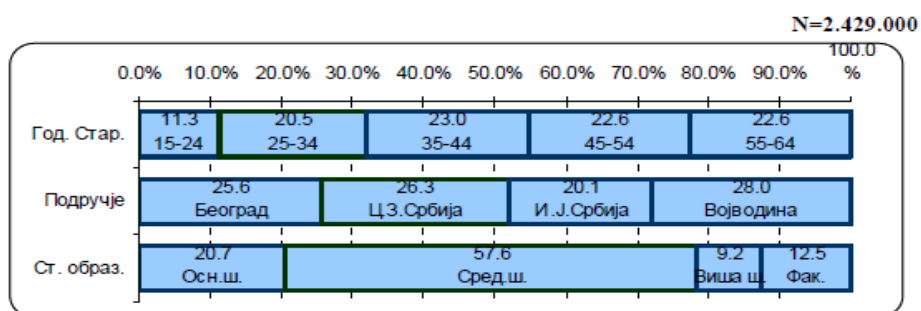 N=2.429.000
0.0% 10.0% 20.0% 30.0% 40.0% 50.0% 60.0% 70.0% 80.0% 90.0% 100.0 %
Год. Стар.
11.3 20.5 23.0 22.6 22.6
15-24 25-34 35-44 45-54 55-64
Подручје
25.6 26.3 20.1 28.0
Београд Ц.З.Србија И.Ј.Србија Војводина
Ст. образ.
20.7 57.6 9.2 12.5
Осн.ш. Сред.ш. Виша ш. Фак.